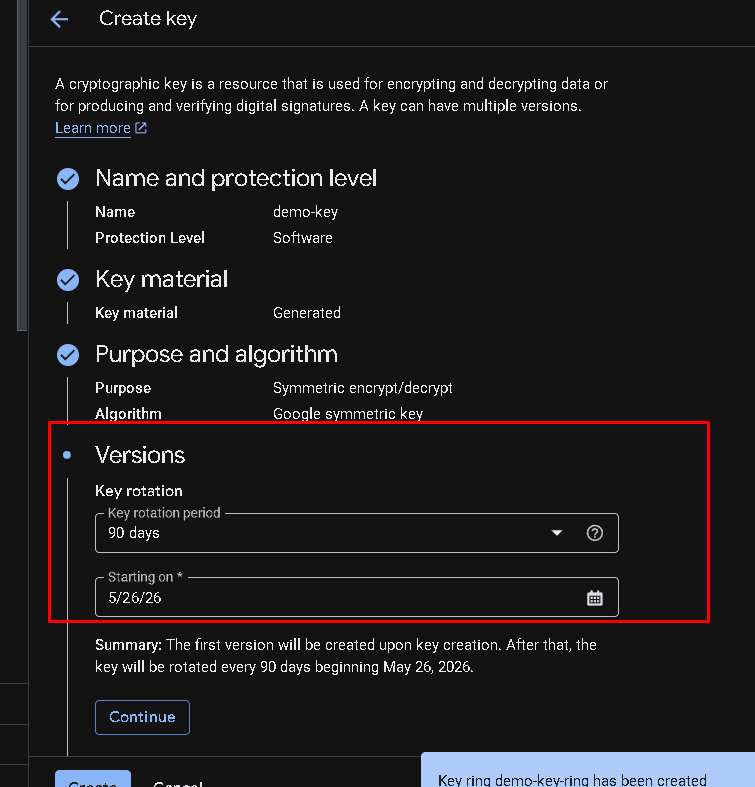 Create key
A cryptographic key is a resource that is used for encrypting and decrypting data or
for producing and verifying digital signatures. A key can have multiple versions.
Learn more
Name and protection level
Name demo-key
Protection Level Software
Key material
Key material Generated
Purpose and algorithm
Purpose Symmetric encrypt/decrypt
Algorithm Google symmetric key
Versions
Key rotation
Key rotation period
90 days
Starting on *
5/26/26
Summary: The first version will be created upon key creation. After that, the
key will be rotated every 90 days beginning May 26, 2026.
Continue
Create Cancel
Key ring demo-key-ring has been created